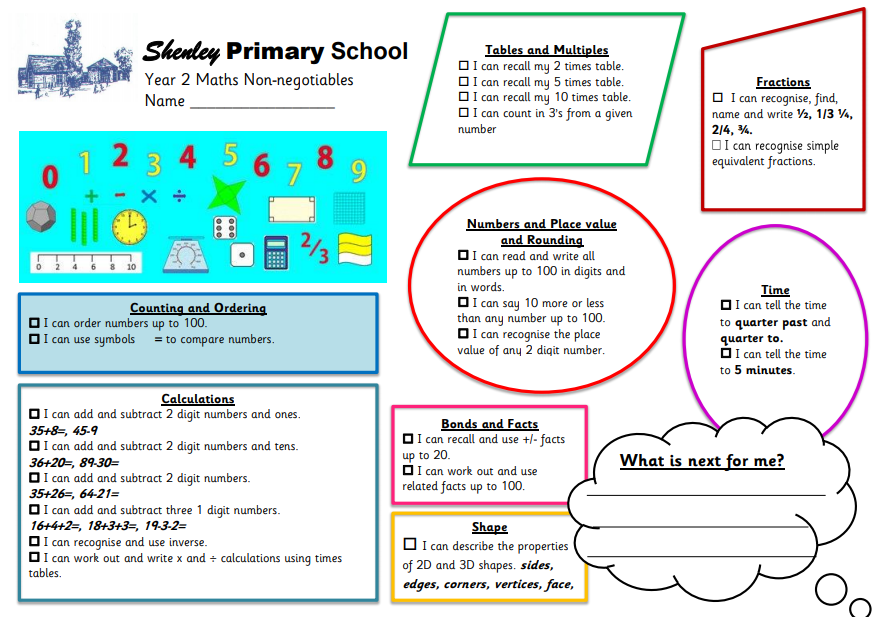 Shenley Primary School
Year 2 Maths Non-negotiables
Name ___________________
0 1 2 3 4 5 6 7 8 9
+ - × ÷
2/3
0 2 4 6 8 10
Counting and Ordering
I can order numbers up to 100.
I can use symbols = to compare numbers.
Calculations
I can add and subtract 2 digit numbers and ones.
35+8=, 45-9
I can add and subtract 2 digit numbers and tens.
36+20=, 89-30=
I can add and subtract 2 digit numbers.
35+26=, 64-21=
I can add and subtract three 1 digit numbers.
16+4+2=, 18+3+3=, 19-3-2=
I can recognise and use inverse.
I can work out and write x and ÷ calculations using times
tables.
Tables and Multiples
I can recall my 2 times table.
I can recall my 5 times table.
I can recall my 10 times table.
I can count in 3's from a given
number
Numbers and Place value
and Rounding
I can read and write all
numbers up to 100 in digits and
in words.
I can say 10 more or less
than any number up to 100.
I can recognise the place
value of any 2 digit number.
Bonds and Facts
I can recall and use +/- facts
up to 20.
I can work out and use
related facts up to 100.
Shape
I can describe the properties
of 2D and 3D shapes. sides,
edges, corners, vertices, face,
Fractions
I can recognise, find,
name and write ½, 1/3 ¼,
2/4, ¾.
I can recognise simple
equivalent fractions.
Time
I can tell the time
to quarter past and
quarter to.
I can tell the time
to 5 minutes.
What is next for me?